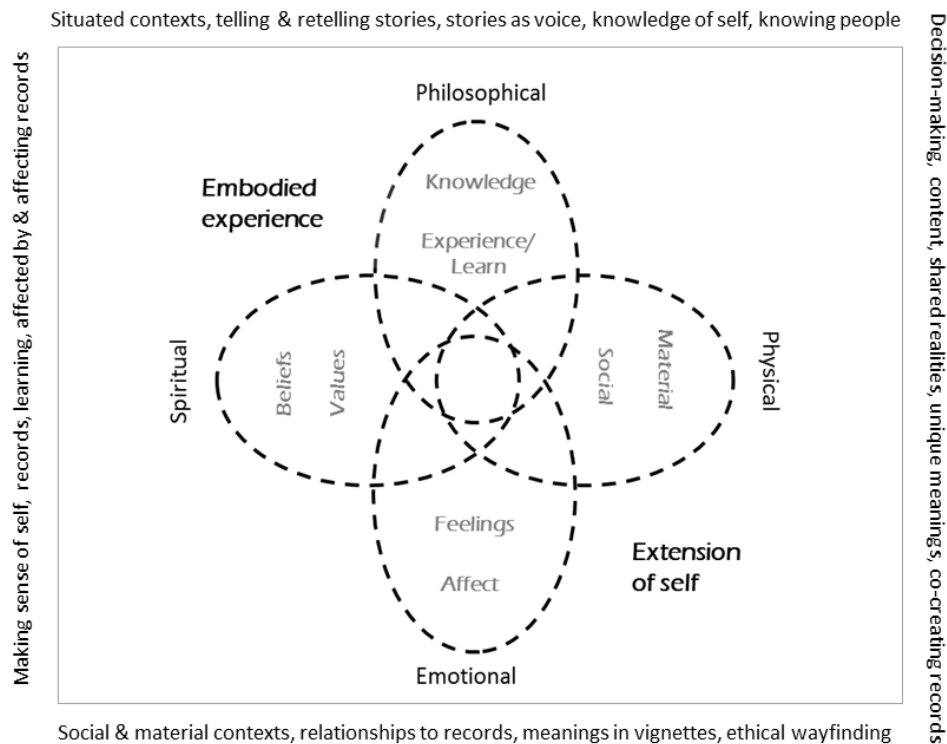 Situated contexts, telling & retelling stories, stories as voice, knowledge of self, knowing people
Making sense of self, records, learning, affected by & affecting records
Decision-making, content, shared realities, unique meanings, co-creating records
Philosophical
Knowledge
Embodied
experience
Experience/
Learn
Spiritual
Beliefs
Values
Social
Material
Physical
Feelings
Affect
Extension
of self
Emotional
Social & material contexts, relationships to records, meanings in vignettes, ethical wayfinding